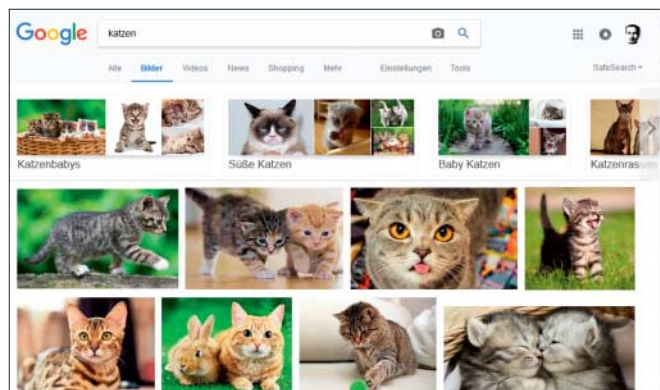 Google katzen
Alle Bilder Videos News Shopping Mehr Einstellungen Tools SafeSearch
Katzenbabys Süße Katzen Baby Katzen Katzenrassen